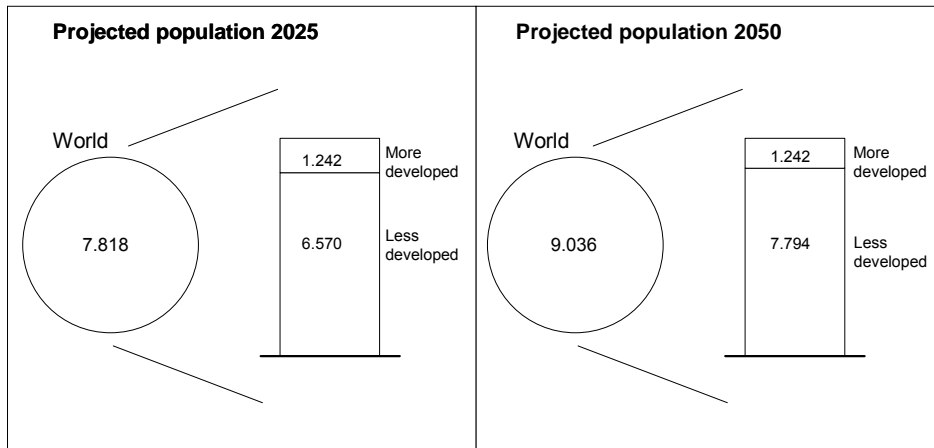 Projected population 2025
World
7.818
1.242
More
developed
6.570
Less
developed
Projected population 2050
World
9.036
1.242
More
developed
7.794
Less
developed